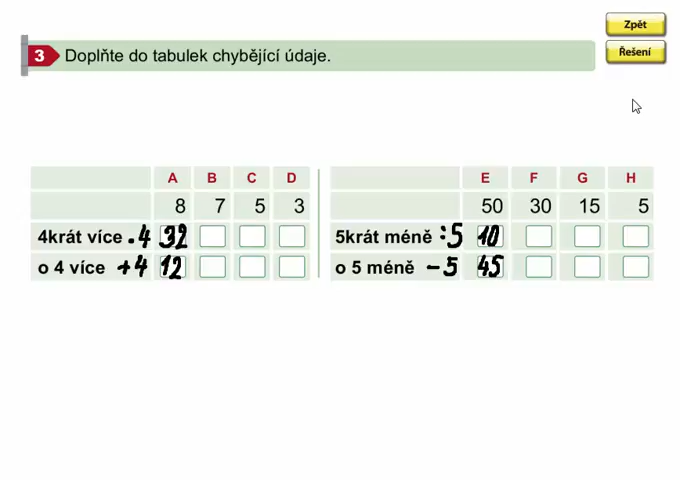 Zpět
3 Doplňte do tabulek chybějící údaje.
Řešení
A B C D
8 7 5 3
4krát více .4 32
o 4 více +4 12
E F G H
50 30 15 5
5krát méně :5 10
o 5 méně -5 45